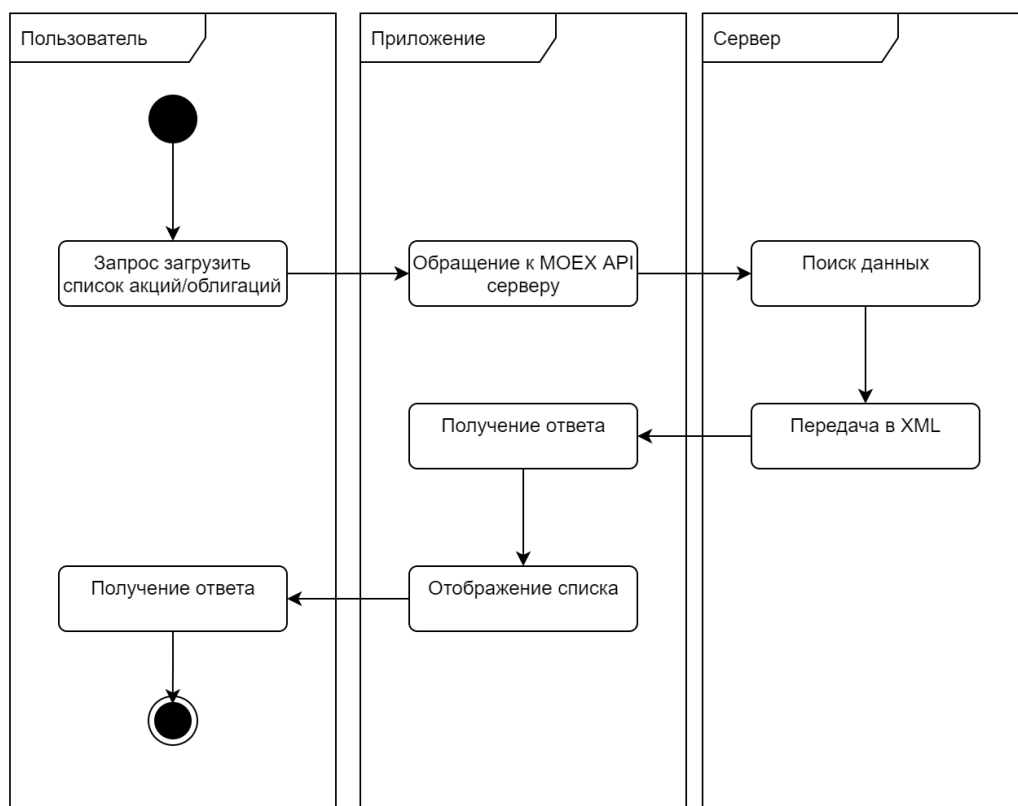 Пользователь
Приложение
Сервер
Запрос загрузить
список акций/облигаций
Обращение к MOEX API
серверу
Поиск данных
Получение ответа
Передача в XML
Получение ответа
Отображение списка